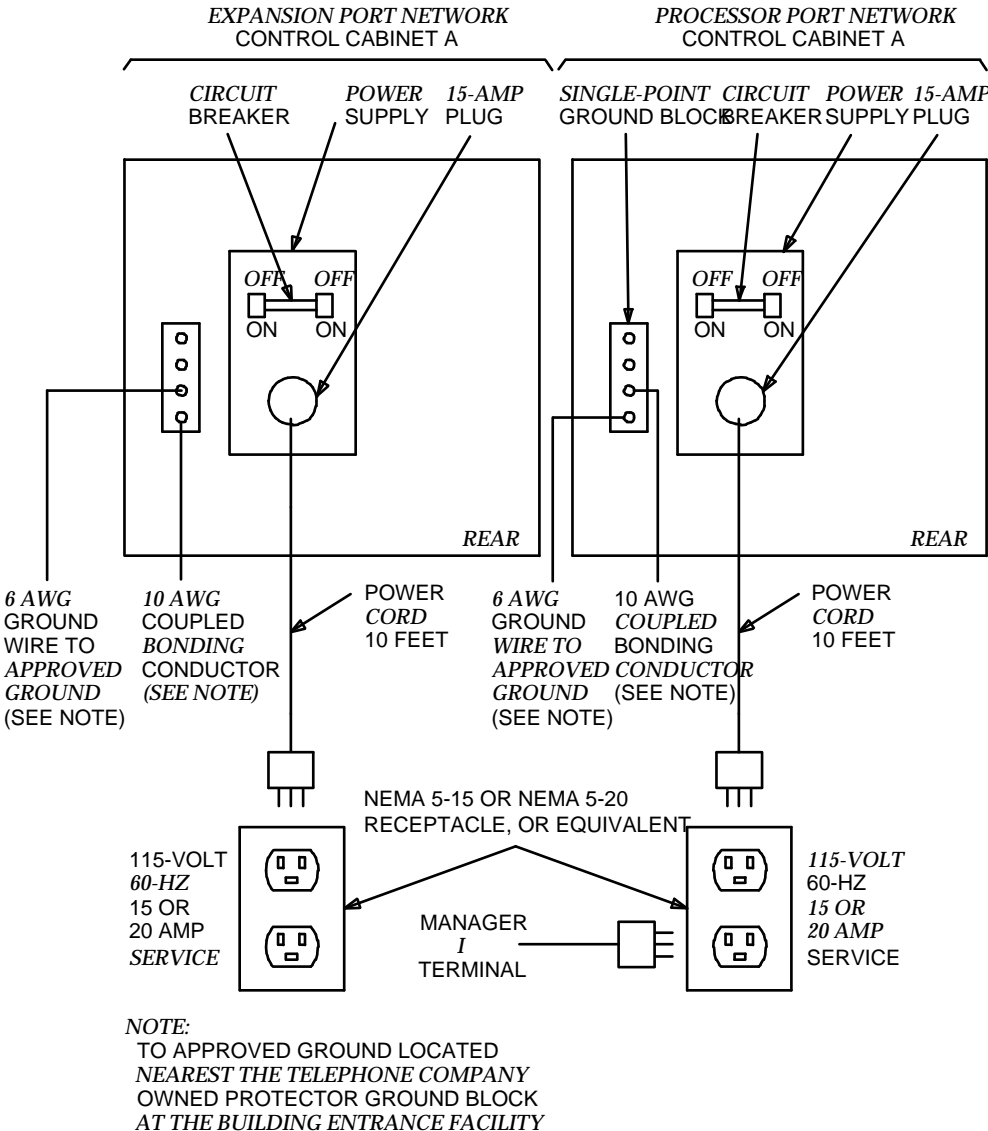 EXPANSION PORT NETWORK
CONTROL CABINET A
PROCESSOR PORT NETWORK
CONTROL CABINET A
CIRCUIT
BREAKER
POWER
SUPPLY
15-AMP
PLUG
SINGLE-POINT
GROUND BLOCK
CIRCUIT
BREAKER
POWER
SUPPLY
15-AMP
PLUG
OFF OFF
ON ON
OFF OFF
ON ON
REAR
REAR
6 AWG
GROUND
WIRE TO
APPROVED
GROUND
(SEE NOTE)
10 AWG
COUPLED
BONDING
CONDUCTOR
(SEE NOTE)
POWER
CORD
10 FEET
6 AWG
GROUND
WIRE TO
APPROVED
GROUND
(SEE NOTE)
10 AWG
COUPLED
BONDING
CONDUCTOR
(SEE NOTE)
POWER
CORD
10 FEET
NEMA 5-15 OR NEMA 5-20
RECEPTACLE, OR EQUIVALENT
115-VOLT
60-HZ
15 OR
20 AMP
SERVICE
MANAGER
I
TERMINAL
115-VOLT
60-HZ
15 OR
20 AMP
SERVICE
NOTE:
TO APPROVED GROUND LOCATED
NEAREST THE TELEPHONE COMPANY
OWNED PROTECTOR GROUND BLOCK
AT THE BUILDING ENTRANCE FACILITY